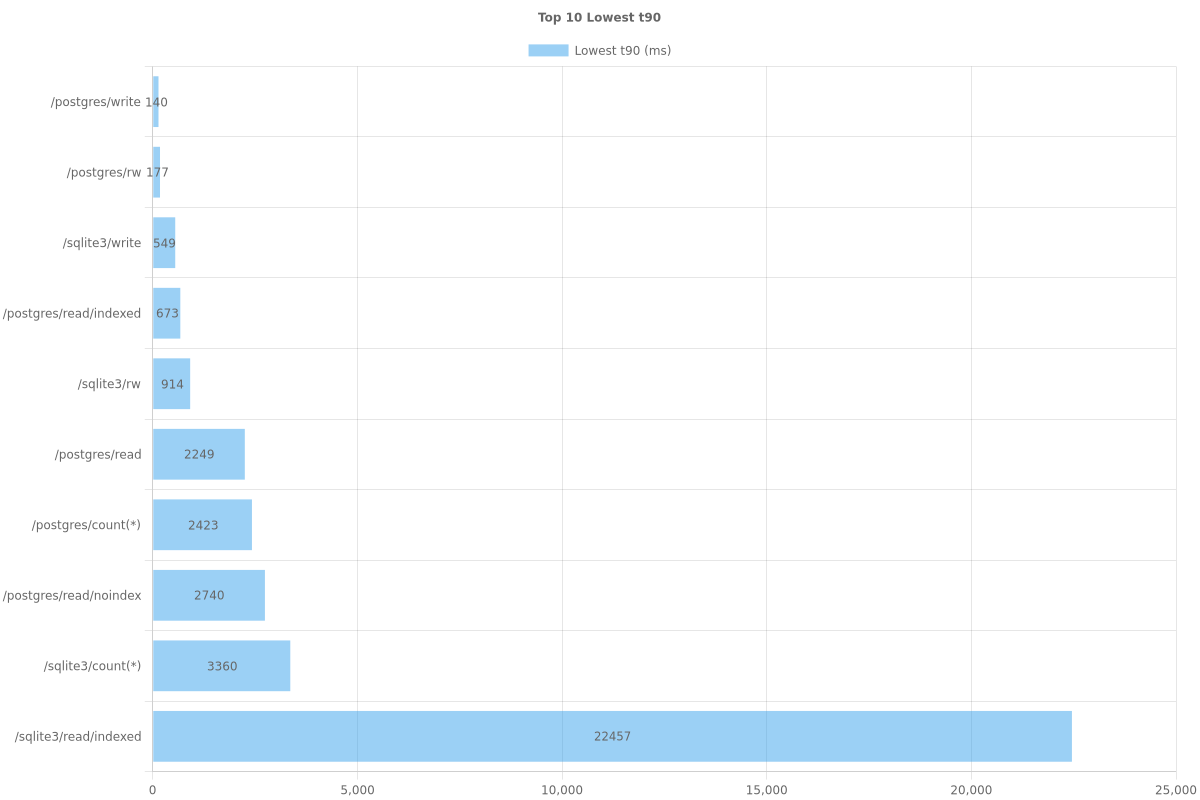 Top 10 Lowest t90
Lowest t90 (ms)
/postgres/write 140
/postgres/rw 177
/sqlite3/write 549
/postgres/read/indexed 673
/sqlite3/rw 914
/postgres/read 2249
/postgres/count(*) 2423
/postgres/read/noindex 2740
/sqlite3/count(*) 3360
/sqlite3/read/indexed 22457
0 5,000 10,000 15,000 20,000 25,000